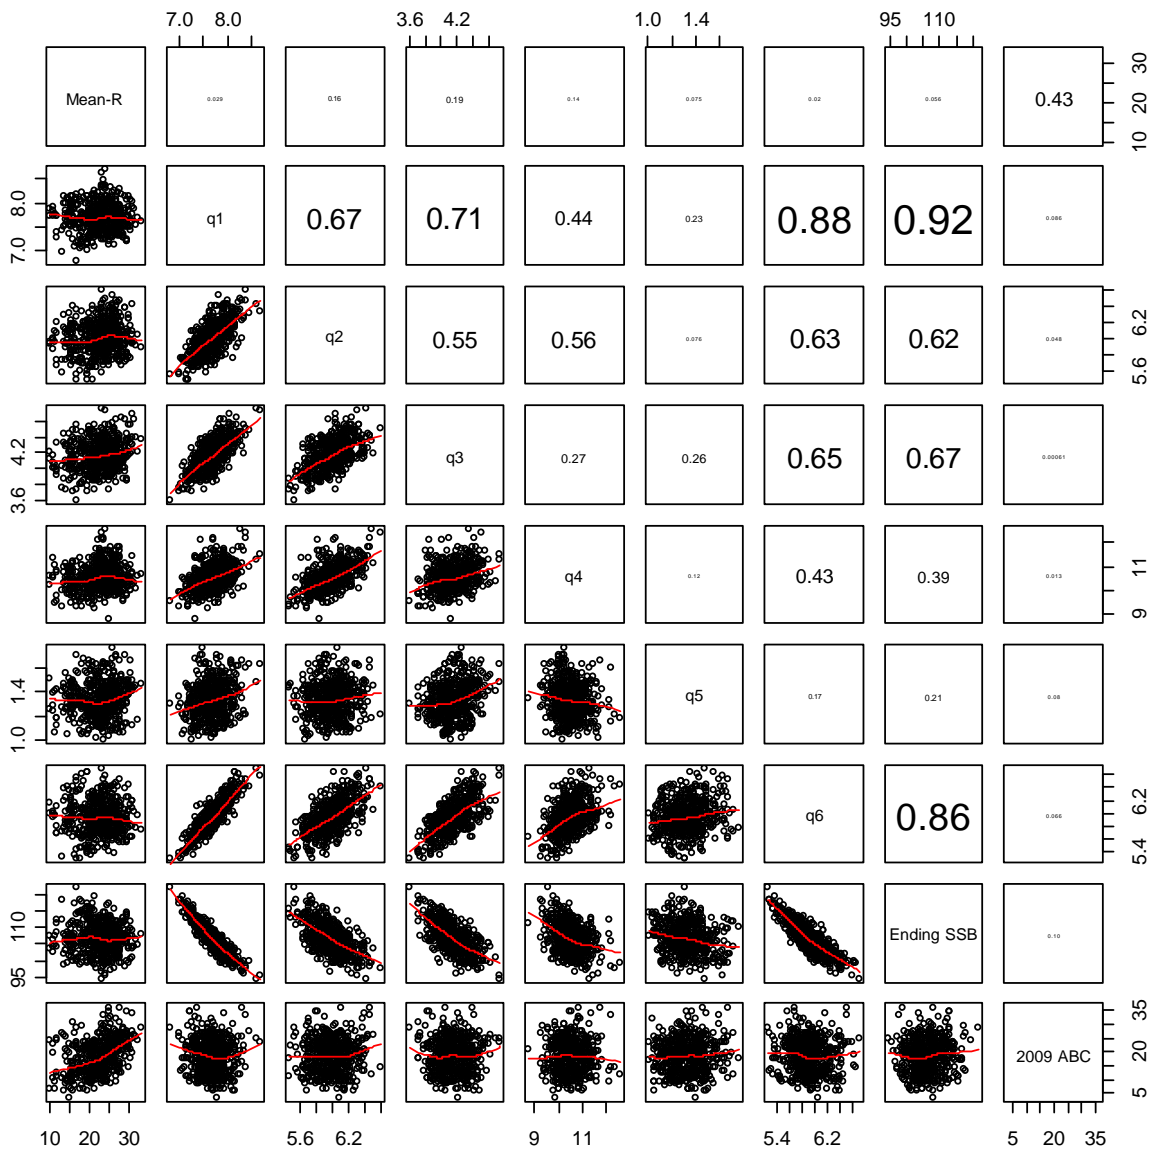 7.0 8.0 3.6 4.2 1.0 1.4 95 110
Mean-R 0.029 0.16 0.19 0.14 0.075 0.02 0.056 0.43 10 20 30
7.0 8.0 q1 0.67 0.71 0.44 0.23 0.88 0.92 0.086
q2 0.55 0.56 0.076 0.63 0.62 0.048 5.6 6.2
3.6 4.2 q3 0.27 0.26 0.65 0.67 0.00061
q4 0.12 0.43 0.39 0.013 9 11
1.0 1.4 q5 0.17 0.21 0.08
q6 0.86 0.066 5.4 6.2
95 110 Ending SSB 0.10
2009 ABC 5 20 35
10 20 30 5.6 6.2 9 11 5.4 6.2 5 20 35